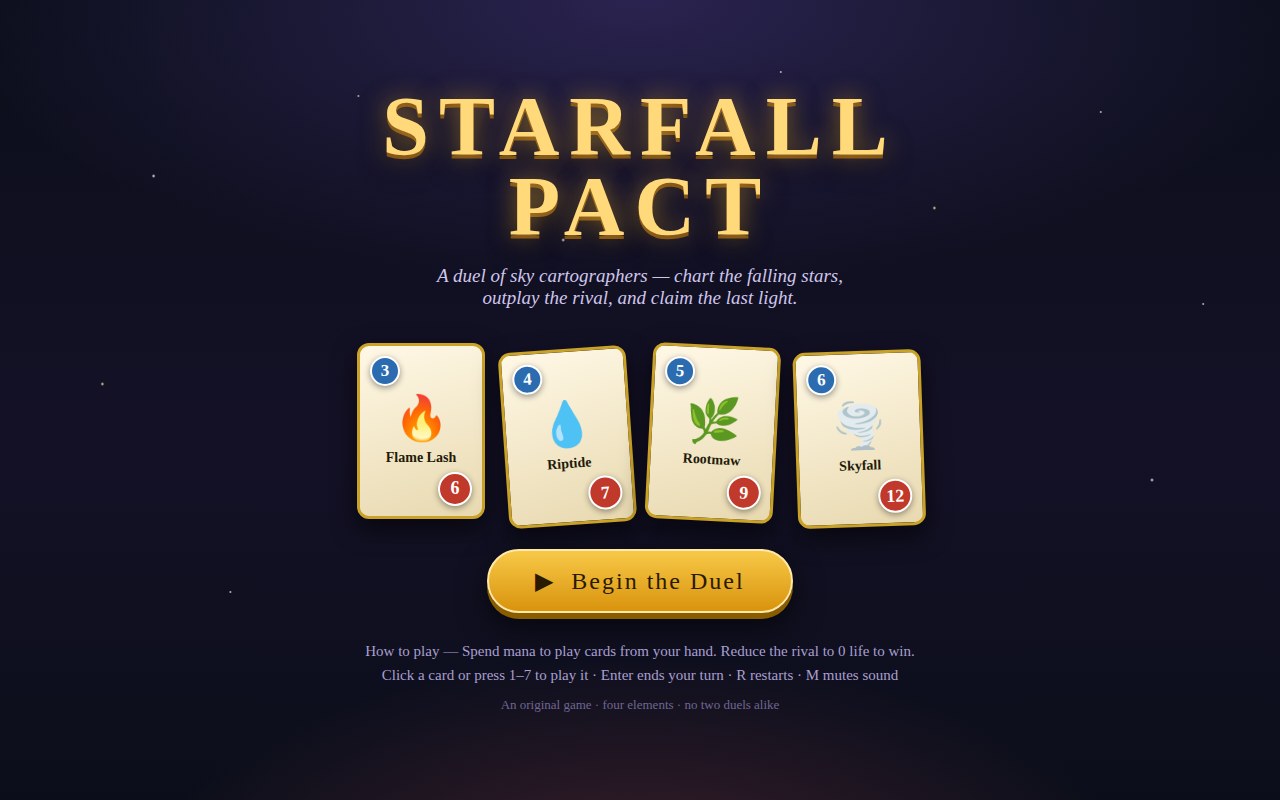 STARFALL
PACT
A duel of sky cartographers — chart the falling stars,
outplay the rival, and claim the last light.
3
Flame Lash
6
4
Riptide
7
5
Rootmaw
9
6
Skyfall
12
▶ Begin the Duel
How to play — Spend mana to play cards from your hand. Reduce the rival to 0 life to win.
Click a card or press 1–7 to play it · Enter ends your turn · R restarts · M mutes sound
An original game · four elements · no two duels alike